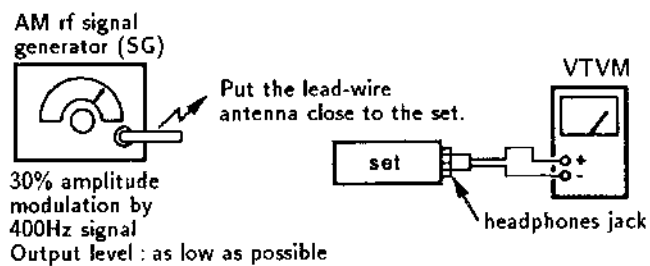 AM rf signal
generator (SG)
Put the lead-wire
antenna close to the set.
30% amplitude
modulation by
400Hz signal
Output level : as low as possible
VTVM
set
+
-
headphones jack